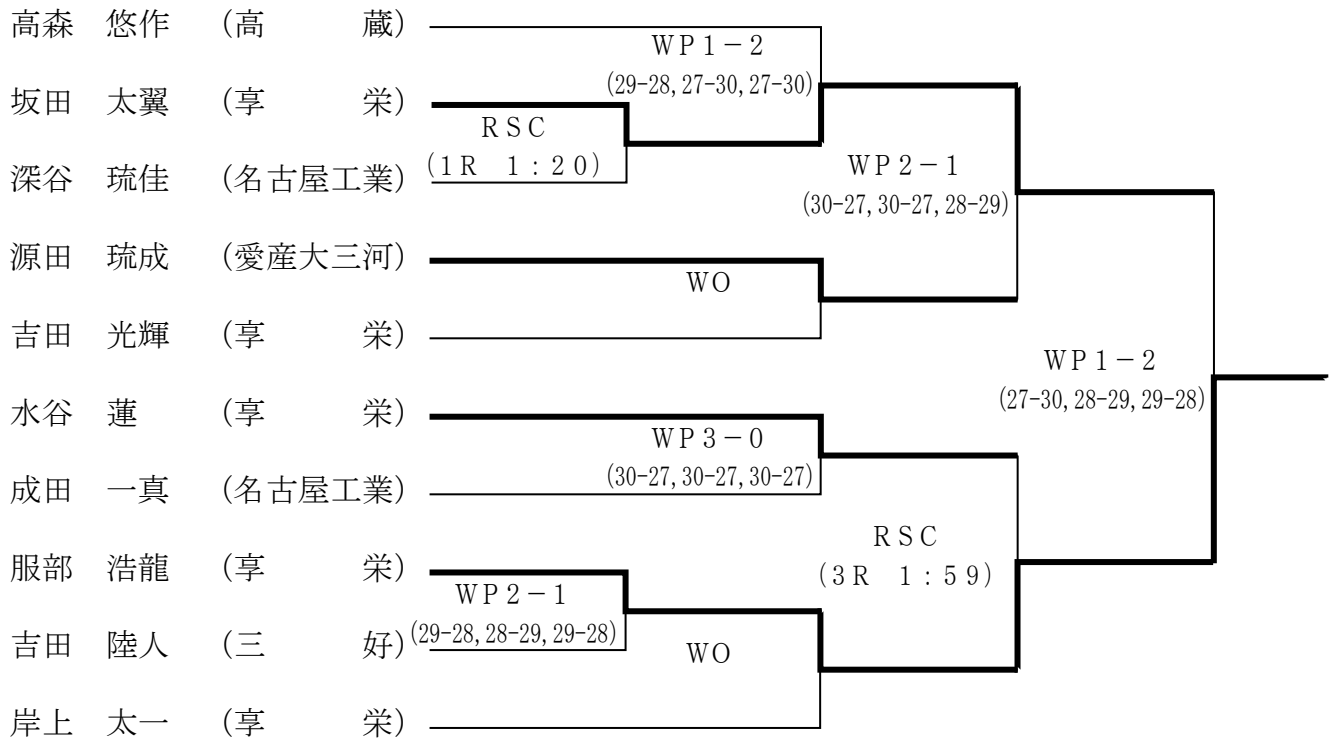 高森 悠作 (高 蔵)
WP1-2
(29-28, 27-30, 27-30)
坂田 太翼 (享 栄)
RSC
(1R 1:20)
深谷 琉佳 (名古屋工業)
WP2-1
(30-27, 30-27, 28-29)
源田 琉成 (愛産大三河)
WO
吉田 光輝 (享 栄)
WP1-2
(27-30, 28-29, 29-28)
水谷 蓮 (享 栄)
WP3-0
(30-27, 30-27, 30-27)
成田 一真 (名古屋工業)
RSC
(3R 1:59)
服部 浩龍 (享 栄)
WP2-1
(29-28, 28-29, 29-28)
吉田 陸人 (三 好)
WO
岸上 太一 (享 栄)